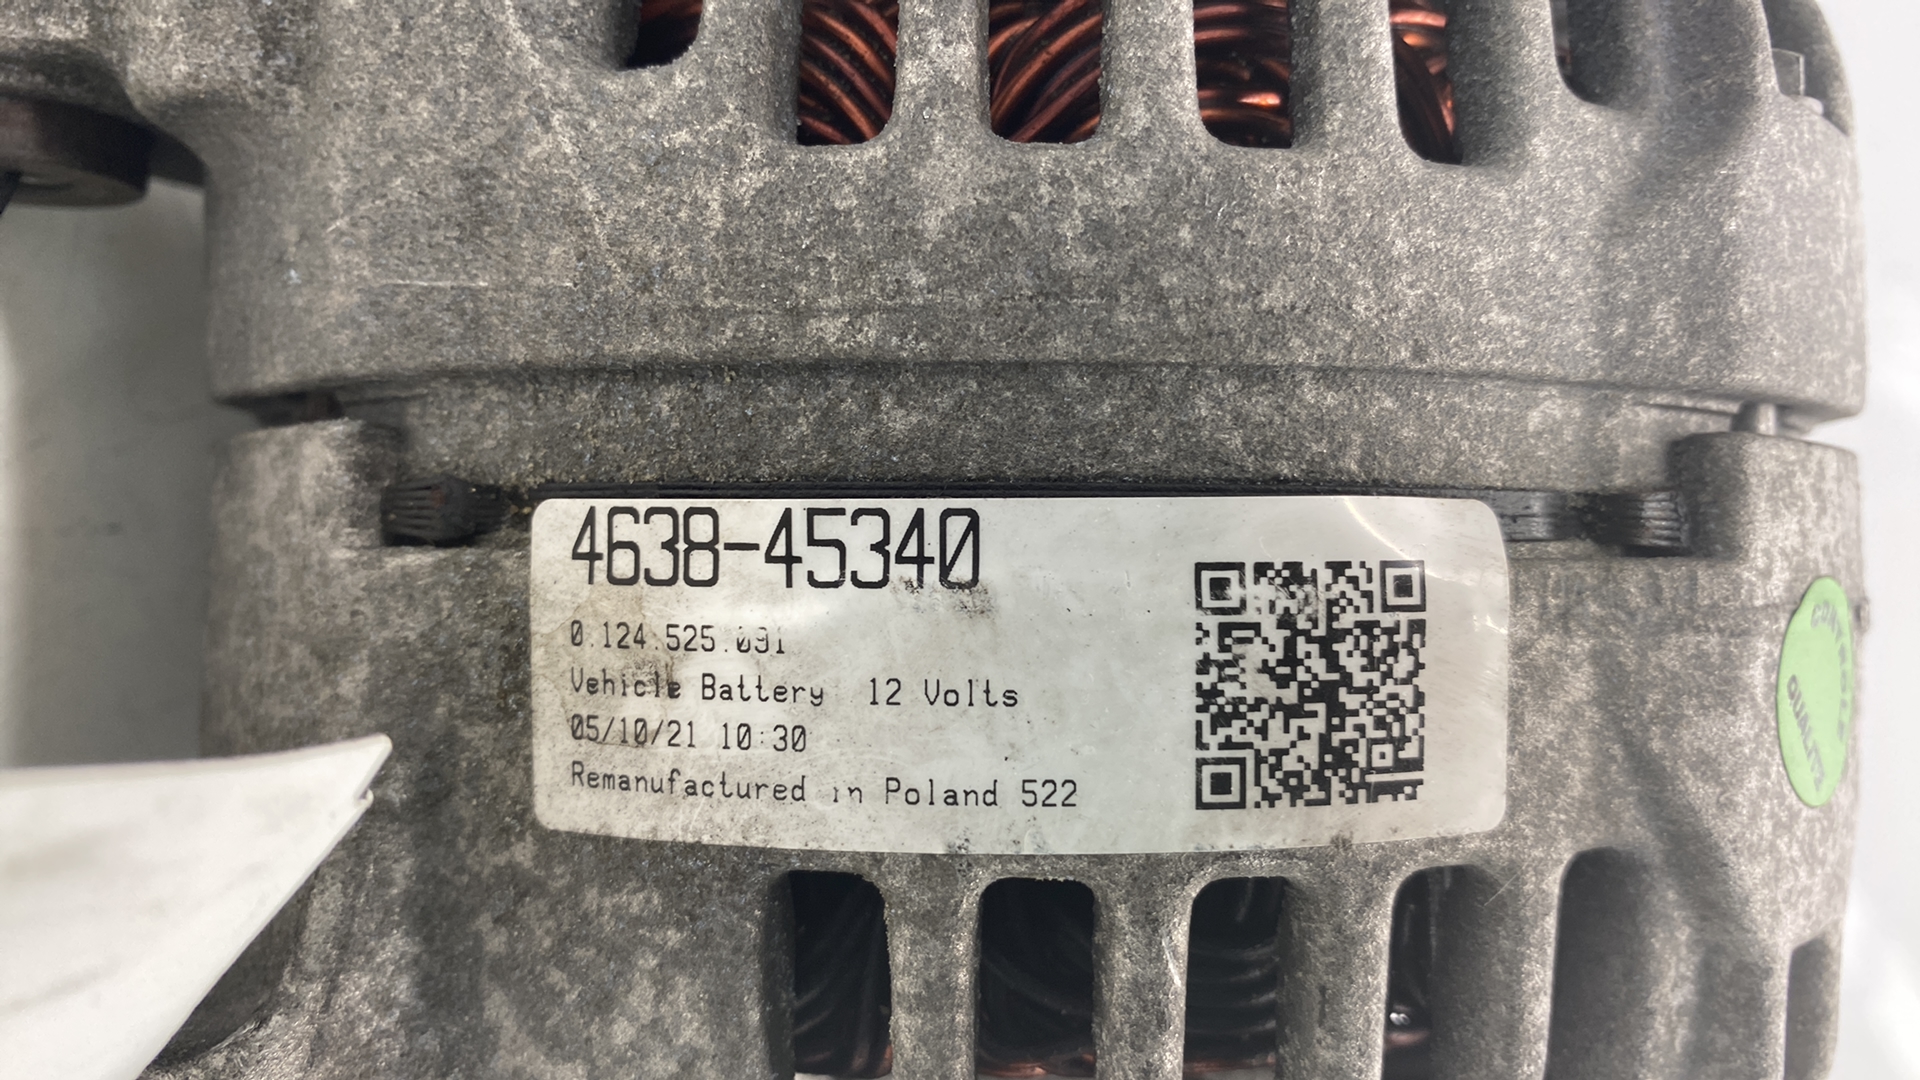 4638-45340
0.124.525.091
Vehicle Battery 12 Volts
05/10/21 10:30
Remanufactured in Poland 522
QUALITE